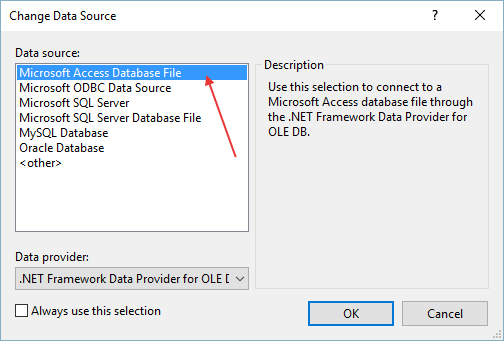 Change Data Source
?
Data source:
Microsoft Access Database File
Microsoft ODBC Data Source
Microsoft SQL Server
Microsoft SQL Server Database File
MySQL Database
Oracle Database
<other>
Description
Use this selection to connect to a
Microsoft Access database file through
the .NET Framework Data Provider for
OLE DB.
Data provider:
.NET Framework Data Provider for OLE
Always use this selection
OK
Cancel